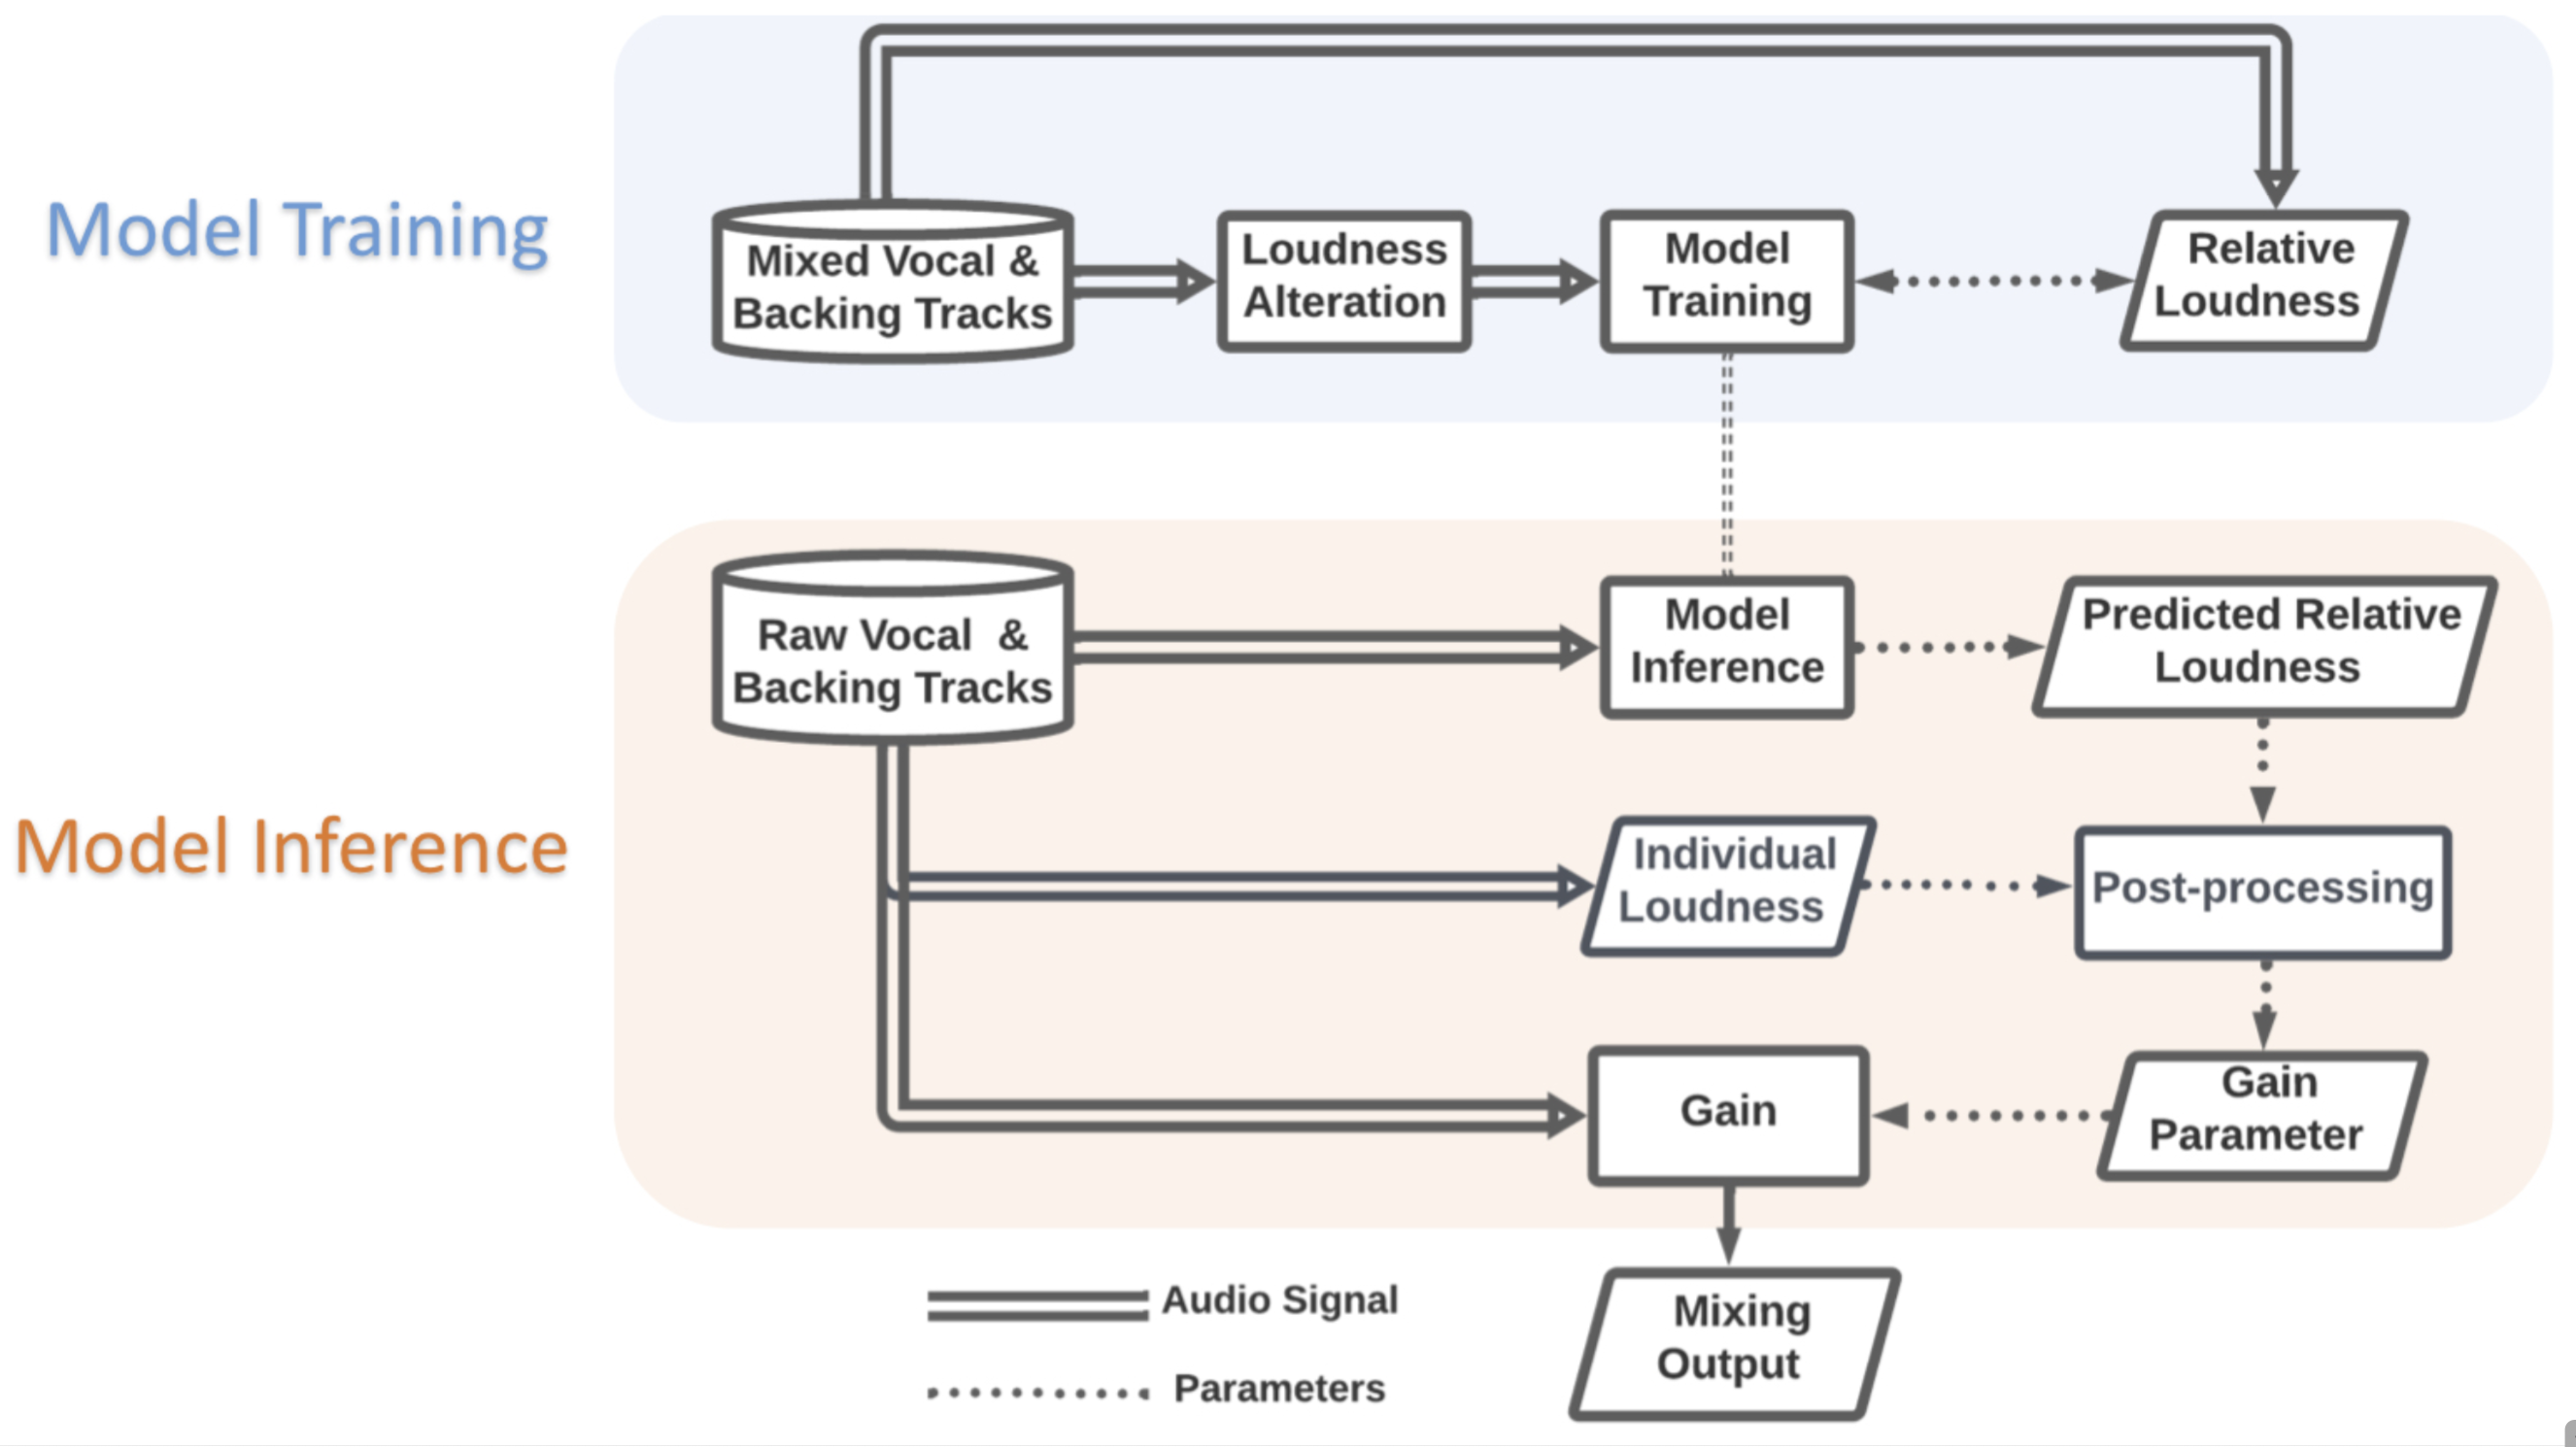 Model Training
Mixed Vocal &
Backing Tracks
Loudness
Alteration
Model
Training
Relative
Loudness
Model Inference
Raw Vocal  &
Backing Tracks
Model
Inference
Predicted Relative
Loudness
Individual
Loudness
Post-processing
Gain
Gain
Parameter
Mixing
Output
Audio Signal
Parameters